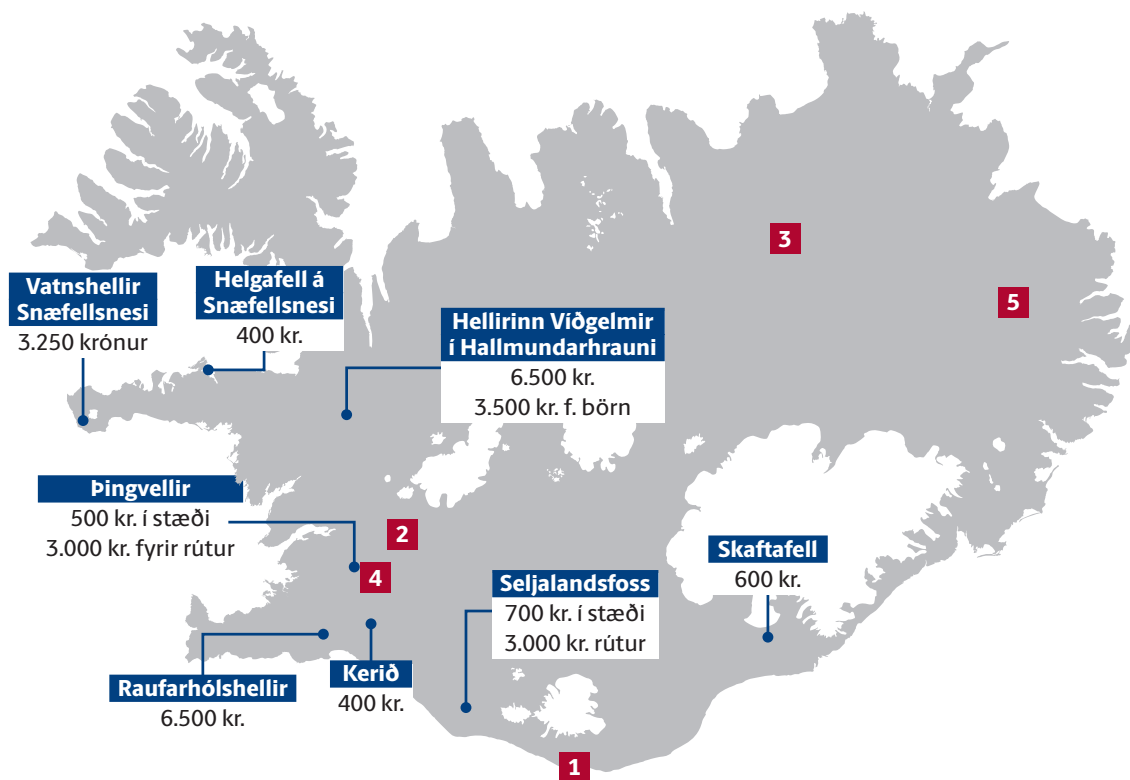 3
5
Vatnshellir
Snæfellsnesi
3.250 krónur
Helgafell á
Snæfellsnesi
400 kr.
Hellirinn Víðgelmir
í Hallmundarhrauni
6.500 kr.
3.500 kr. f. börn
Þingvellir
500 kr. í stæði
3.000 kr. fyrir rútur
2
4
Skaftafell
600 kr.
Seljalandsfoss
700 kr. í stæði
3.000 kr. rútur
Raufarhólshellir
6.500 kr.
Kerið
400 kr.
1